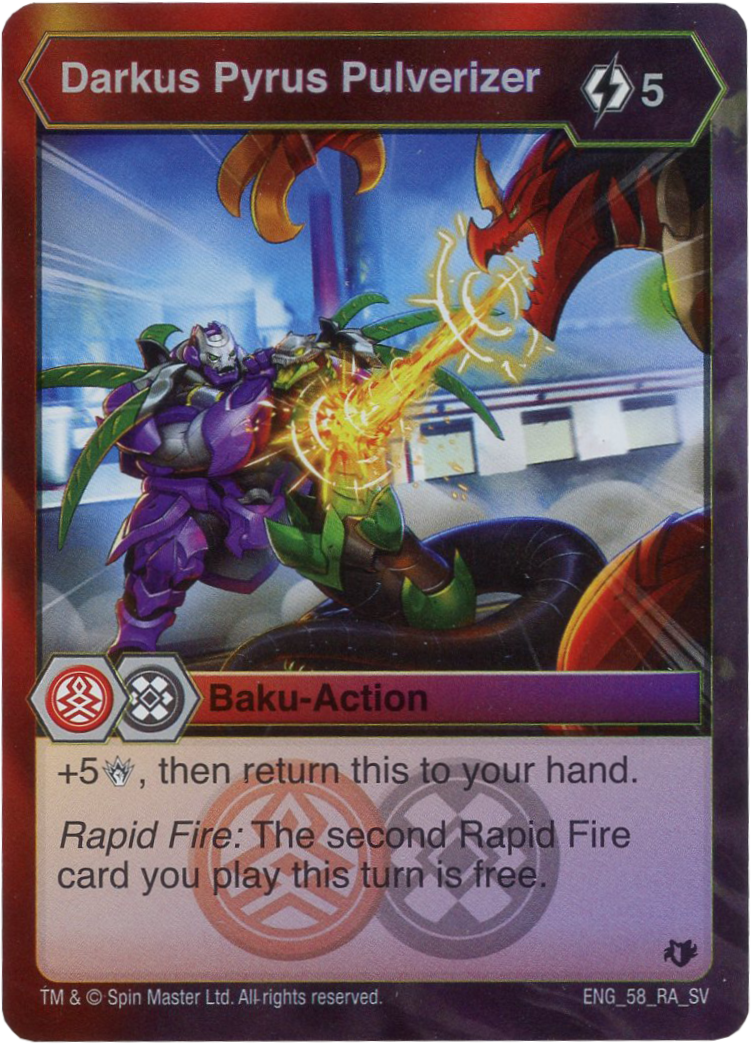 Darkus Pyrus Pulverizer 5
Baku-Action
+5, then return this to your hand.
Rapid Fire: The second Rapid Fire
card you play this turn is free.
TM & © Spin Master Ltd. All rights reserved. ENG_58_RA_SV